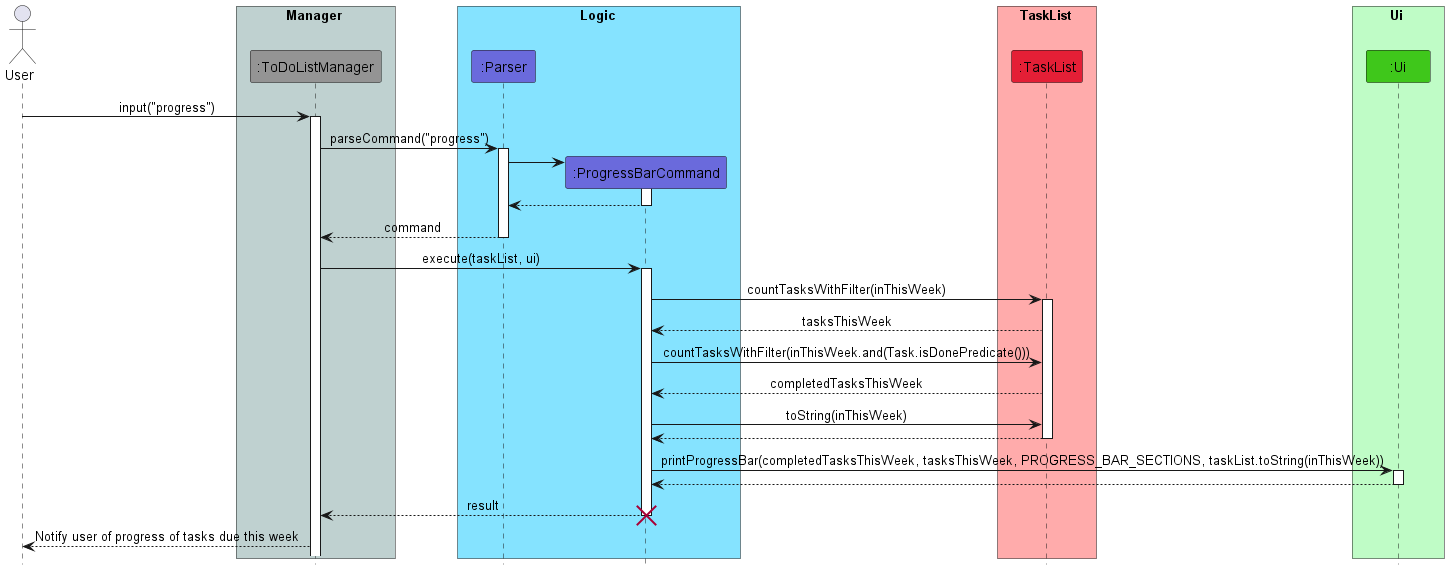 Manager
Logic
TaskList
Ui
User
:ToDoListManager
:Parser
:TaskList
:Ui
input("progress")
parseCommand("progress")
:ProgressBarCommand
command
execute(taskList, ui)
countTasksWithFilter(inThisWeek)
tasksThisWeek
countTasksWithFilter(inThisWeek.and(Task.isDonePredicate()))
completedTasksThisWeek
toString(inThisWeek)
printProgressBar(completedTasksThisWeek, tasksThisWeek, PROGRESS_BAR_SECTIONS, taskList.toString(inThisWeek))
result
Notify user of progress of tasks due this week